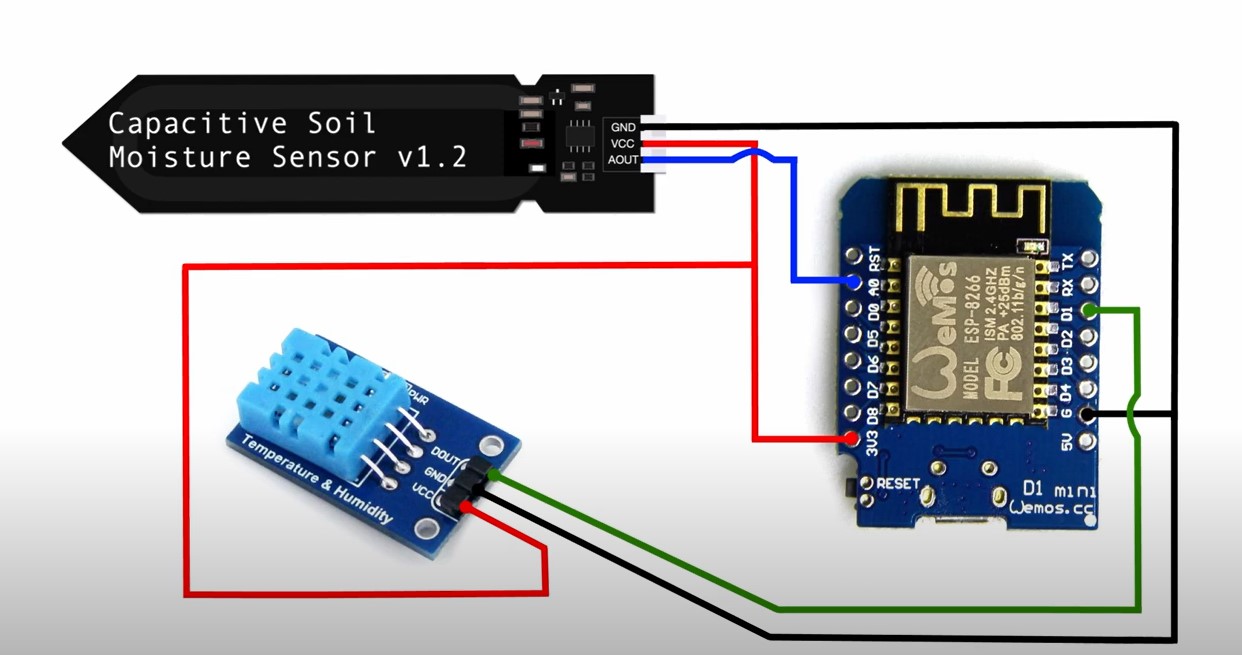 Capacitive Soil
Moisture Sensor v1.2
GND
VCC
AOUT
RST
A0
D0
D5
D6
D7
D8
3V3
RESET
WeMos
MODEL ESP-8266
ISM 2.4GHZ
PA +25dBm
802.11b/g/n
FC
TX
RX
D1
D2
D3
D4
G
5V
D1 mini
Wemos.cc
DOUT
GND
VCC
Temperature & Humidity